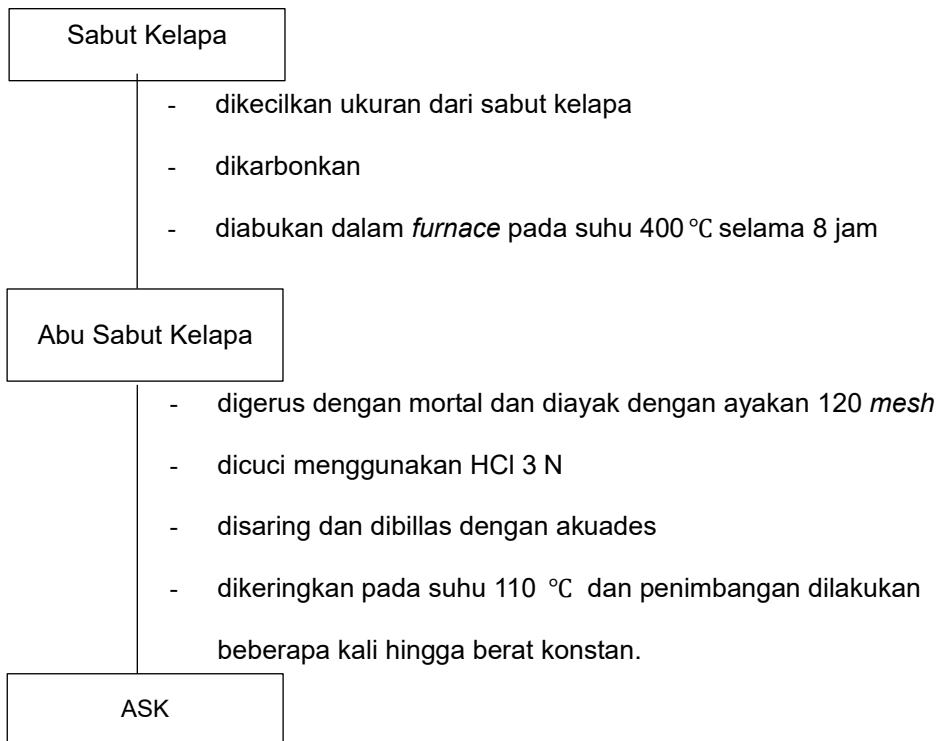 Sabut Kelapa
- dikecilkan ukuran dari sabut kelapa
- dikarbonkan
- diabukan dalam furnace pada suhu 400 ℃ selama 8 jam
Abu Sabut Kelapa
- digerus dengan mortal dan diayak dengan ayakan 120 mesh
- dicuci menggunakan HCl 3 N
- disaring dan dibillas dengan akuades
- dikeringkan pada suhu 110 ℃ dan penimbangan dilakukan
beberapa kali hingga berat konstan.
ASK